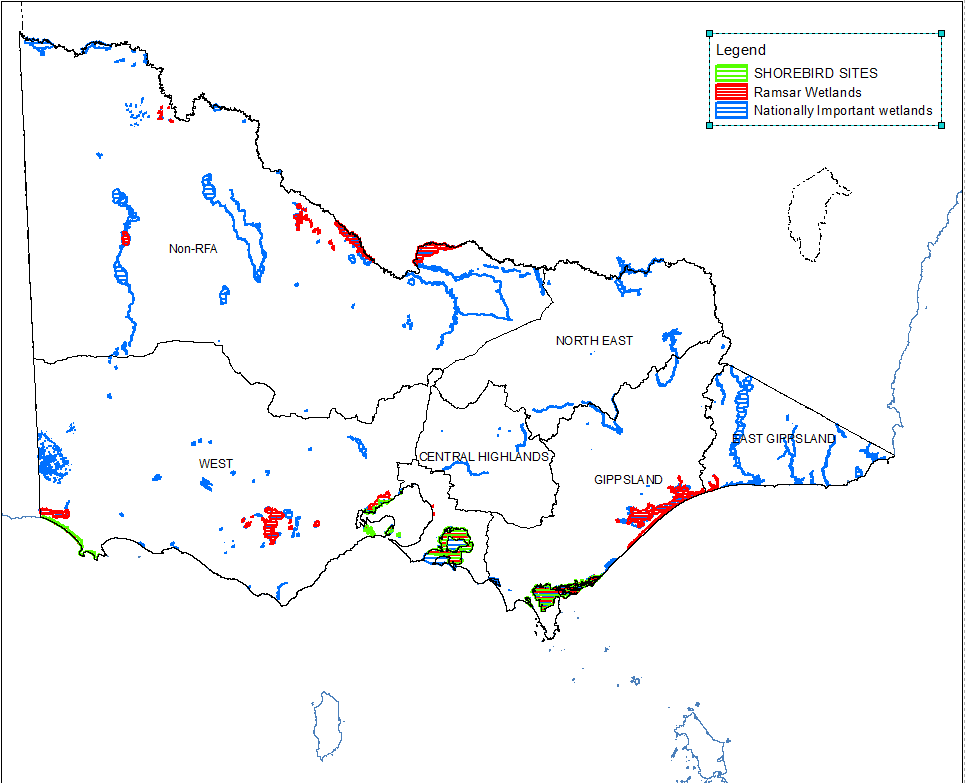 Legend
SHOREBIRD SITES
Ramsar Wetlands
Nationally Important wetlands
Non-RFA
NORTH EAST
EAST GIPPSLAND
WEST
CENTRAL HIGHLANDS
GIPPSLAND